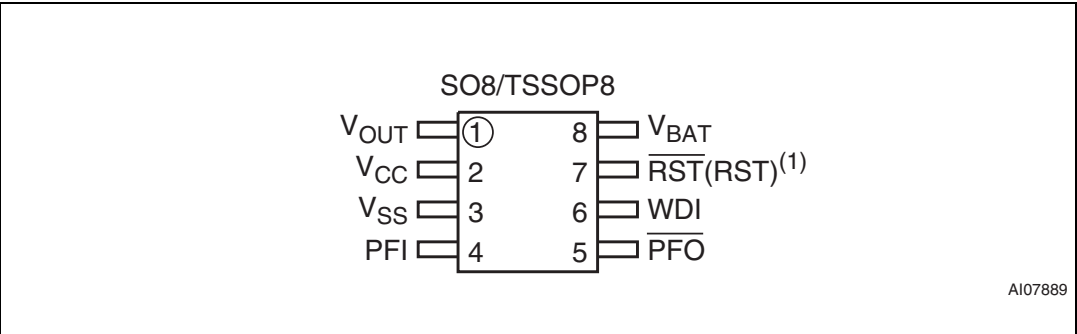 SO8/TSSOP8
VOUT 1 8 VBAT
VCC 2 7 RST(RST)(1)
VSS 3 6 WDI
PFI 4 5 PFO
AI07889